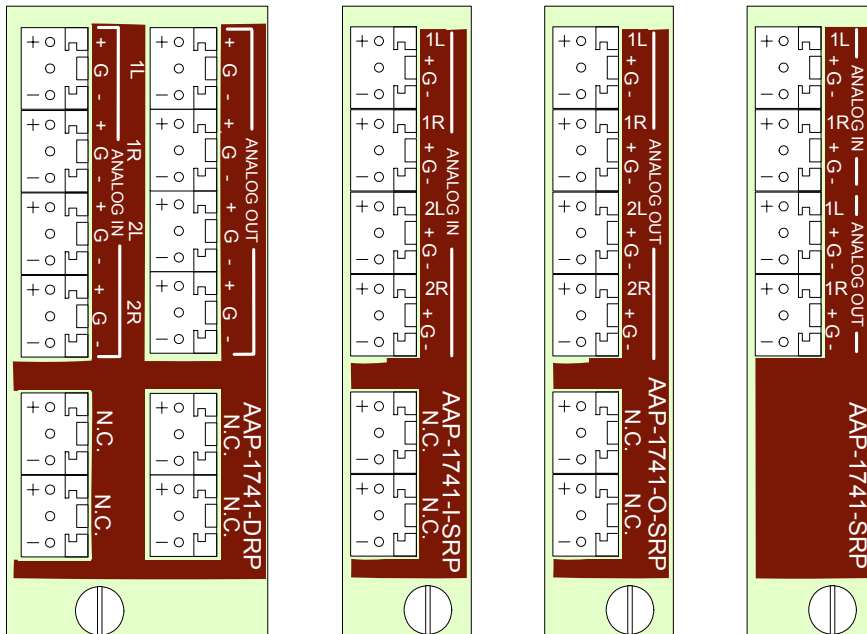 + G -
+ G -
+ G -
+ G -
ANALOG IN
1L
1R
2L
2R
+ G -
+ G -
+ G -
+ G -
ANALOG OUT
N.C.
N.C.
N.C.
N.C.
AAP-1741-DRP
1L
+ G -
1R
+ G -
2L
+ G -
2R
+ G -
ANALOG IN
N.C.
N.C.
AAP-1741-I-SRP
1L
+ G -
1R
+ G -
2L
+ G -
2R
+ G -
ANALOG OUT
N.C.
N.C.
AAP-1741-O-SRP
1L
+ G -
1R
+ G -
ANALOG IN
1L
+ G -
1R
+ G -
ANALOG OUT
AAP-1741-SRP